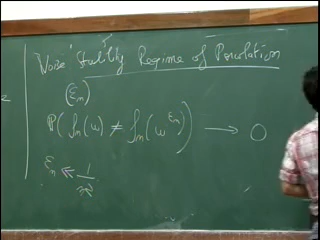 Noise Stability Regime of Percolation
(ε_n)
P( f_n(ω) ≠ f_n(ω^{ε_n}) ) → 0
ε_n ≪ 1/